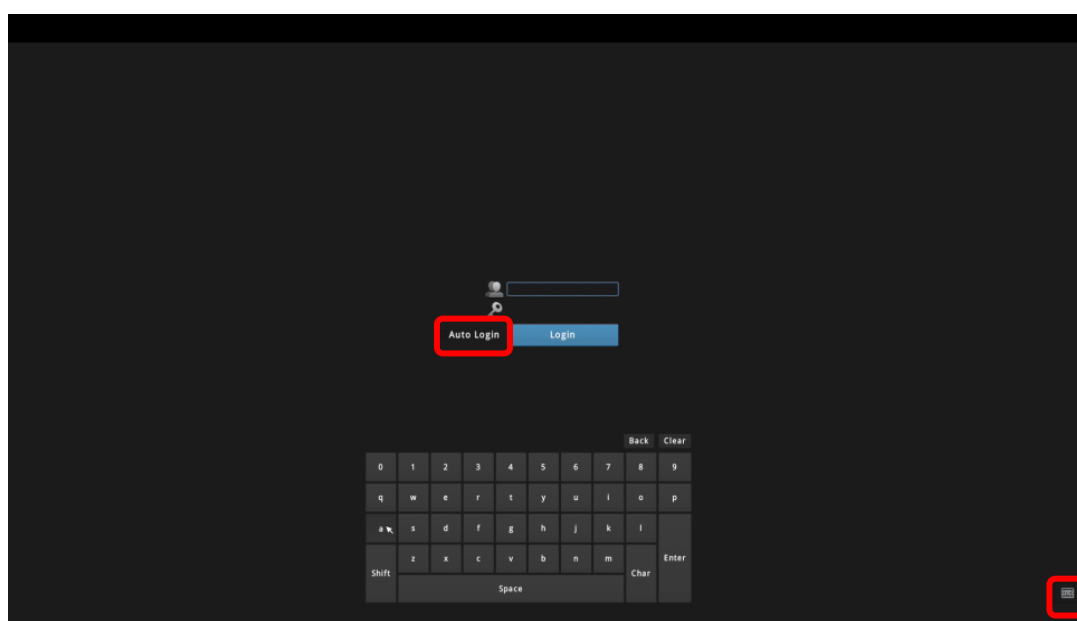 Auto Login Login
Back Clear
0 1 2 3 4 5 6 7 8 9
q w e r t y u i o p
a s d f g h j k l
Shift z x c v b n m Char Enter
Space